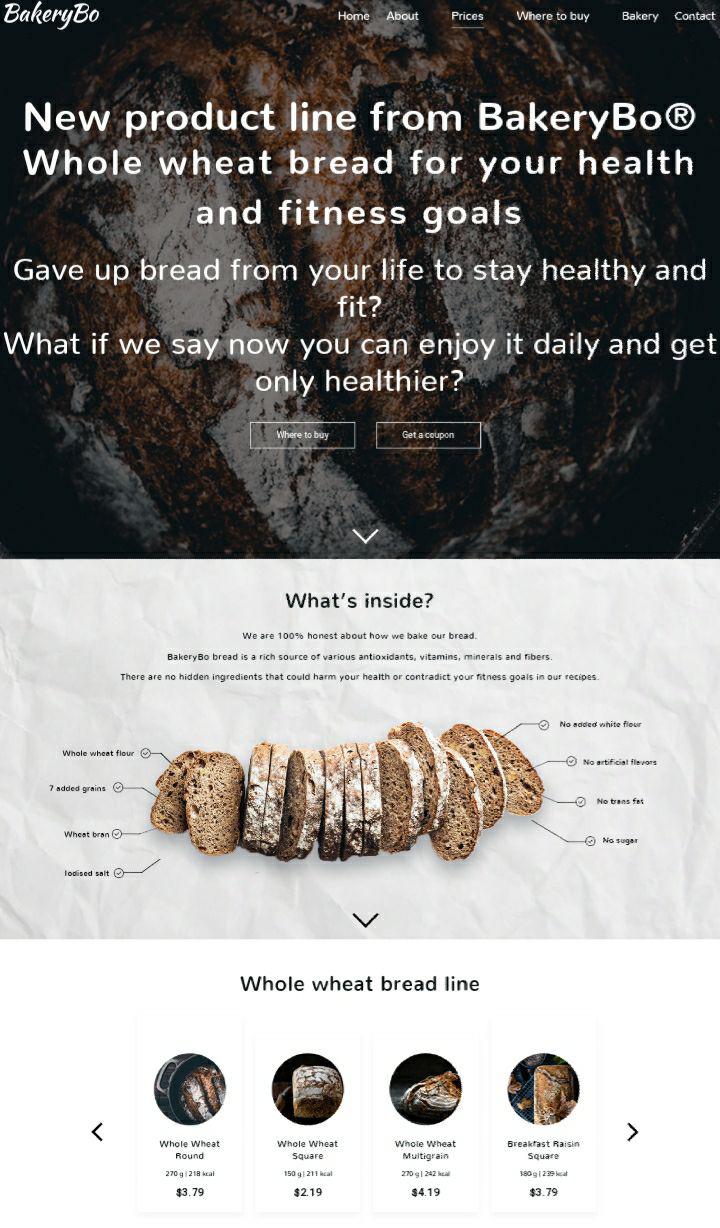 BakeryBo
Home About Prices Where to buy Bakery Contact
New product line from BakeryBo®
Whole wheat bread for your health
and fitness goals
Gave up bread from your life to stay healthy and
fit?
What if we say now you can enjoy it daily and get
only healthier?
Where to buy
Get a coupon
What's inside?
We are 100% honest about how we bake our bread.
BakeryBo bread is a rich source of various antioxidants, vitamins, minerals and fibers.
There are no hidden ingredients that could harm your health or contradict your fitness goals in our recipes.
Whole wheat flour
7 added grains
Wheat bran
Iodised salt
No added white flour
No artificial flavors
No trans fat
No sugar
Whole wheat bread line
Whole Wheat
Round
270 g | 218 kcal
$3.79
Whole Wheat
Square
150 g | 211 kcal
$2.19
Whole Wheat
Multigrain
270 g | 242 kcal
$4.19
Breakfast Raisin
Square
180 g | 239 kcal
$3.79